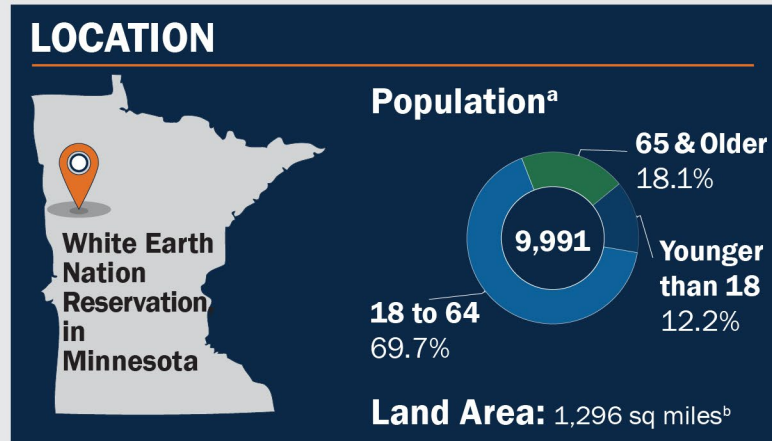 LOCATION
White Earth
Nation
Reservation,
in
Minnesota
Populationᵃ
9,991
65 & Older
18.1%
Younger
than 18
12.2%
18 to 64
69.7%
Land Area: 1,296 sq milesᵇ